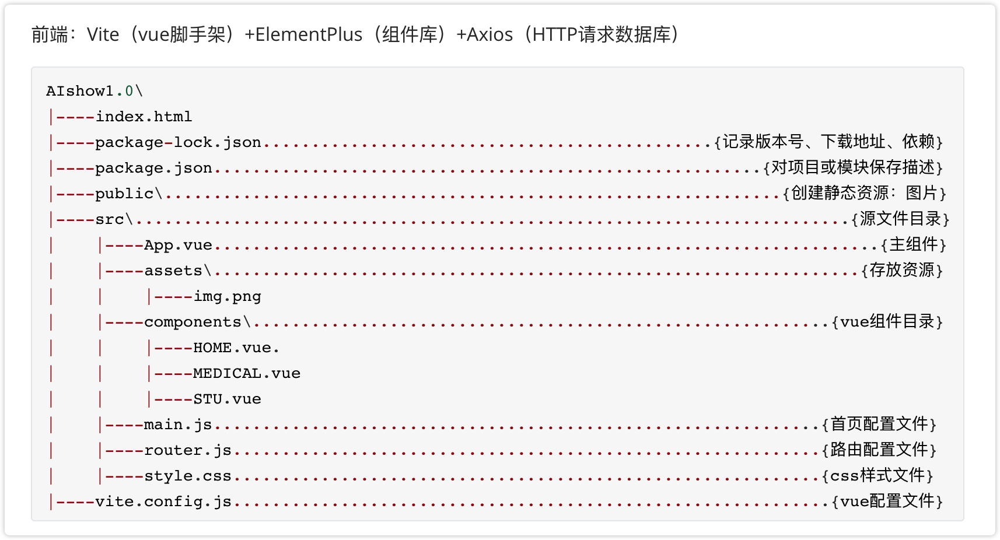 前端：Vite（vue脚手架）+ElementPlus（组件库）+Axios（HTTP请求数据库）
AIshow1.0\
|----index.html
|----package-lock.json..............................................{记录版本号、下载地址、依赖}
|----package.json........................................................{对项目或模块保存描述}
|----public\...............................................................{创建静态资源：图片}
|----src\.........................................................................{源文件目录}
|    |----App.vue....................................................................{主组件}
|    |----assets\..................................................................{存放资源}
|    |    |----img.png
|    |----components\...........................................................{vue组件目录}
|    |    |----HOME.vue.
|    |    |----MEDICAL.vue
|    |    |----STU.vue
|    |----main.js..............................................................{首页配置文件}
|    |----router.js............................................................{路由配置文件}
|    |----style.css............................................................{css样式文件}
|----vite.config.js.............................................................{vue配置文件}